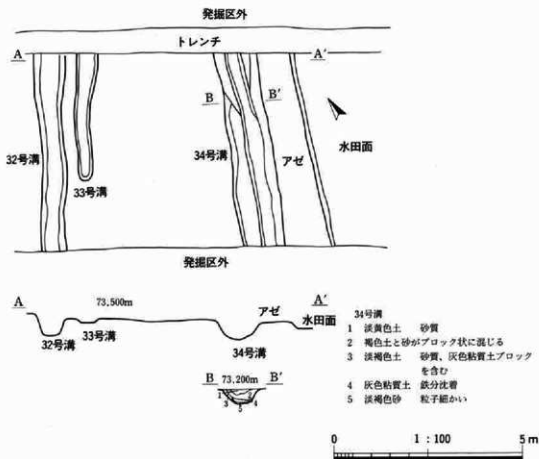 発掘区外
トレンチ
A A′
B B′
32号溝
33号溝
34号溝
アゼ
水田面
発掘区外
A 73,500m アゼ A′
水田面
32号溝
33号溝
34号溝
B 73,200m B′
1 2 3 4 5
34号溝
1 淡黄色土 砂質
2 褐色土と砂がブロック状に混じる
3 淡褐色土 砂質、灰色粘質土ブロック
を含む
4 灰色粘質土 鉄分沈着
5 淡褐色砂 粒子細かい
0 1：100 5 m